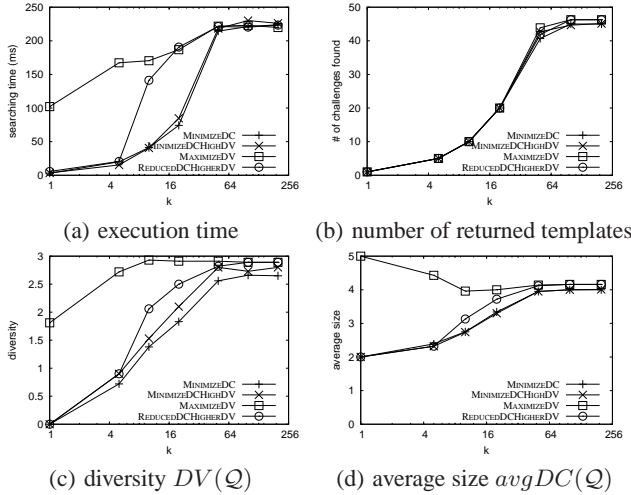 250
200
150
100
50
0
searching time (ms)
1
4
16
64
256
k
MINIMIZEDC
MINIMIZEDCHIGHDV
MAXIMIZEDV
REDUCEDDCHIGHERDV
(a) execution time
50
40
30
20
10
0
# of challenges found
1
4
16
64
256
k
MINIMIZEDC
MINIMIZEDCHIGHDV
MAXIMIZEDV
REDUCEDDCHIGHERDV
(b) number of returned templates
3
2.5
2
1.5
1
0.5
0
diversity
1
4
16
64
256
k
MINIMIZEDC
MINIMIZEDCHIGHDV
MAXIMIZEDV
REDUCEDDCHIGHERDV
(c) diversity DV(Q)
5
4
3
2
1
0
average size
1
4
16
64
256
k
MINIMIZEDC
MINIMIZEDCHIGHDV
MAXIMIZEDV
REDUCEDDCHIGHERDV
(d) average size avgDC(Q)